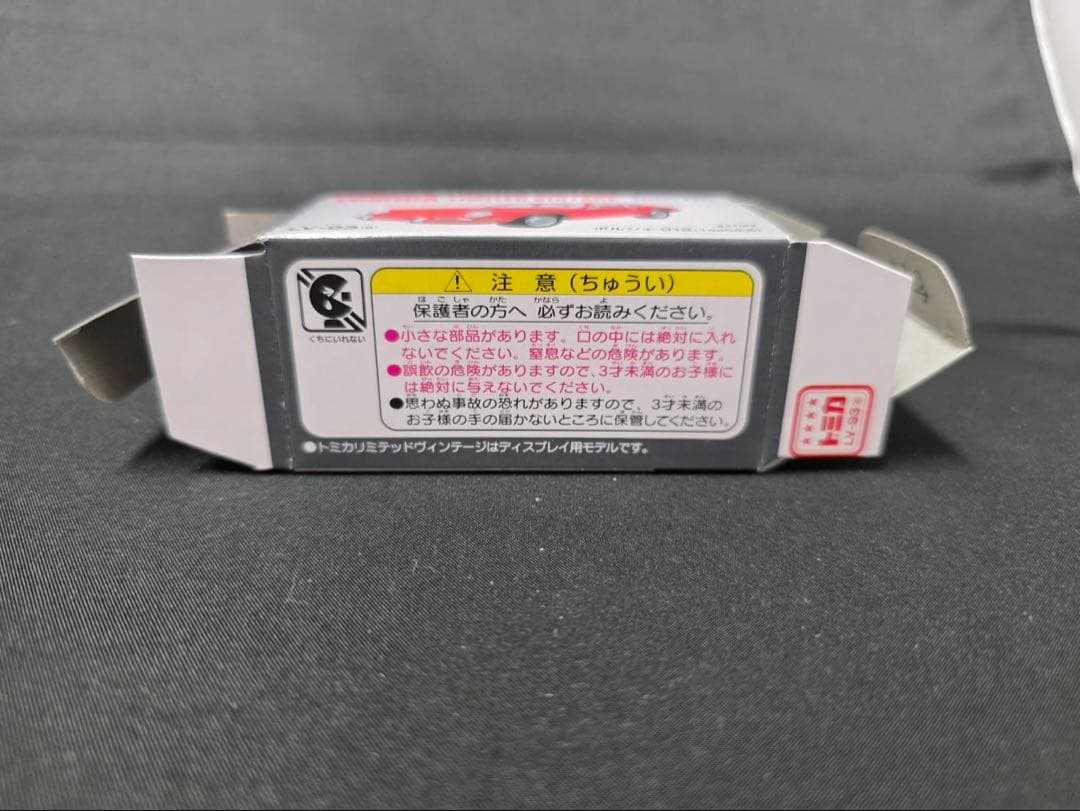 注 意 (ちゅうい)
保護者の方へ 必ずお読みください。
●小さな部品があります。口の中には絶対に入れ
ないでください。窒息などの危険があります。
●誤飲の危険がありますので、3才未満のお子様に
は絶対に与えないでください。
●思わぬ事故の恐れがありますので、3才未満の
お子様の手の届かないところに保管してください。
くちにいれない
●トミカリミテッドヴィンテージはディスプレイ用モデルです。
トミカ
LV-93